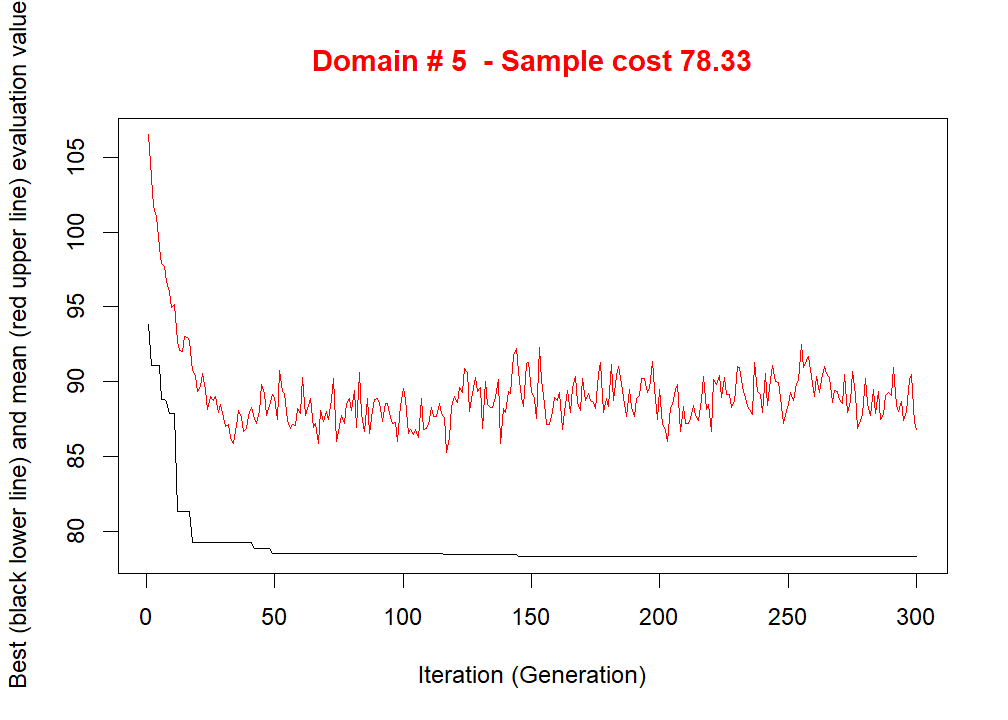 Domain # 5  - Sample cost 78.33
Best (black lower line) and mean (red upper line) evaluation value
105
100
95
90
85
80
0 50 100 150 200 250 300
Iteration (Generation)